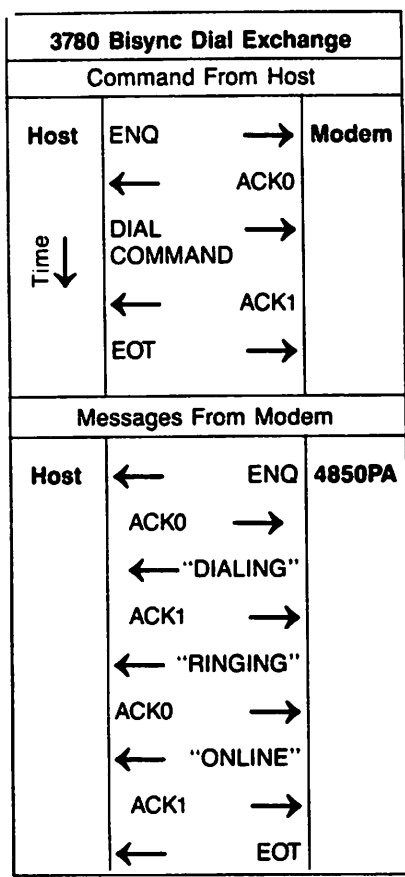 3780 Bisync Dial Exchange
Command From Host
Host ENQ → Modem
← ACK0
DIAL →
COMMAND
Time ↓
← ACK1
EOT →
Messages From Modem
Host ← ENQ 4850PA
ACK0 →
← "DIALING"
ACK1 →
← "RINGING"
ACK0 →
← "ONLINE"
ACK1 →
← EOT